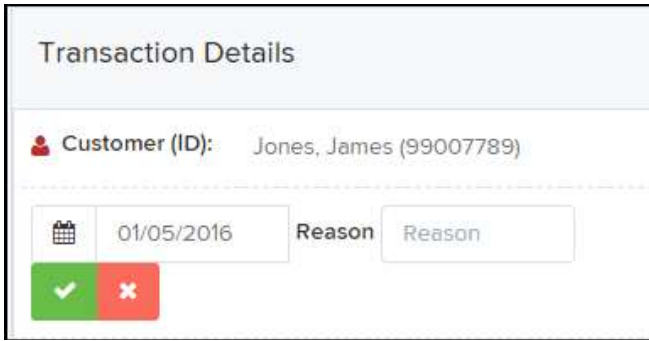 Transaction Details
Customer (ID): Jones, James (99007789)
01/05/2016 Reason Reason